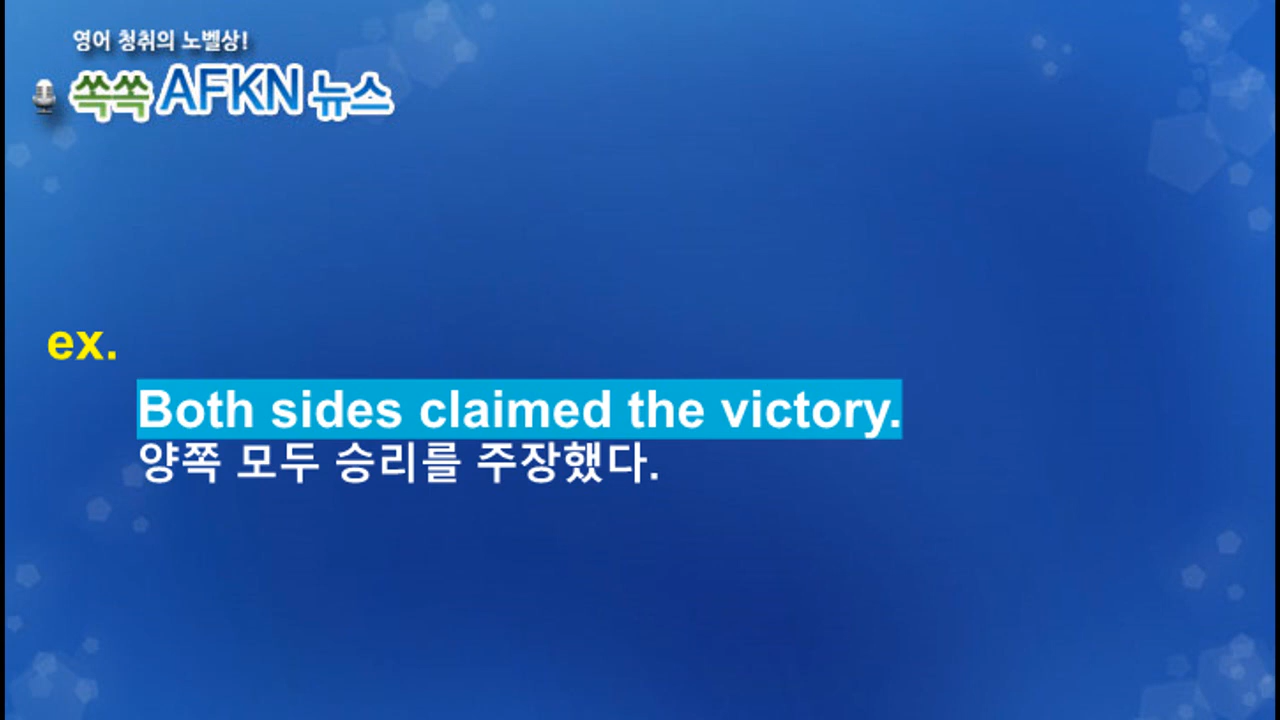 영어 청취의 노벨상!
쏙쏙 AFKN 뉴스
ex.
Both sides claimed the victory.
양쪽 모두 승리를 주장했다.